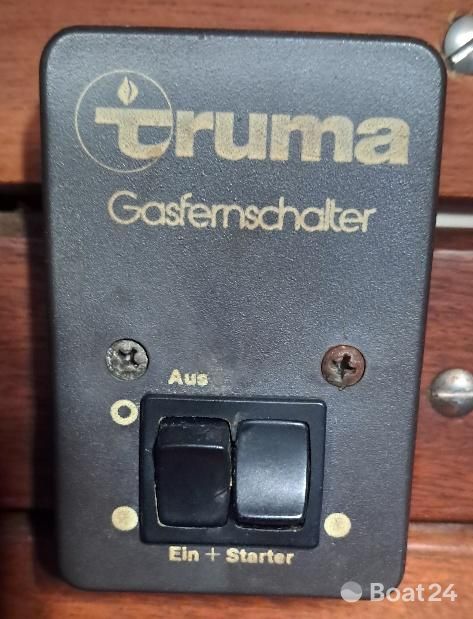 truma
Gasfernschalter
Aus
Ein + Starter
Boat24